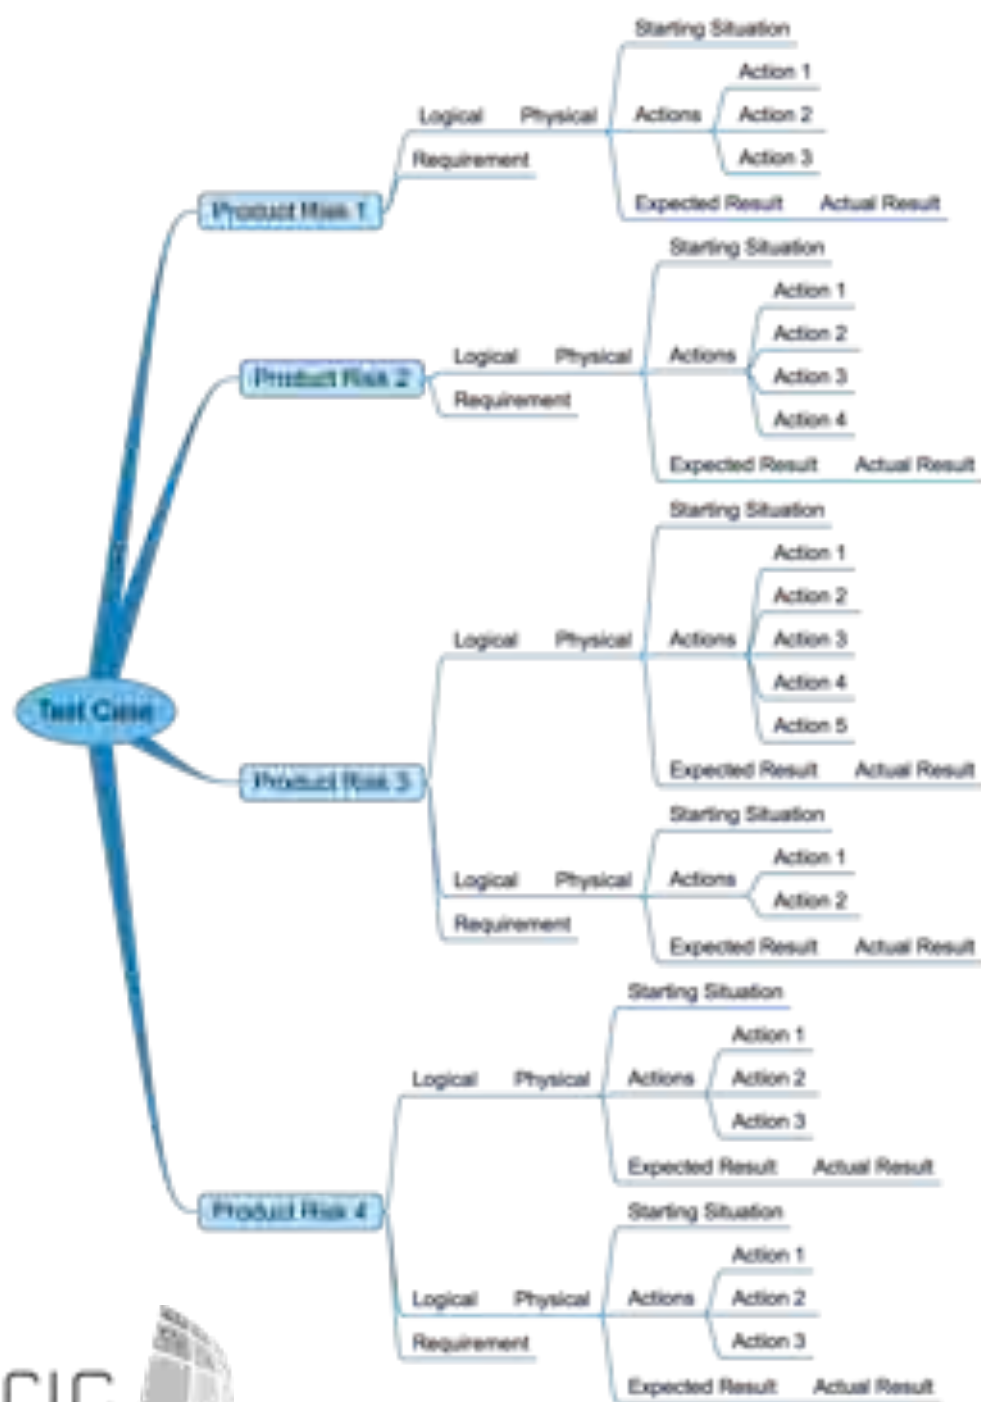 Test Case
Product Risk 1
Logical Physical
Starting Situation
Actions
Action 1
Action 2
Action 3
Expected Result Actual Result
Requirement
Product Risk 2
Logical Physical
Starting Situation
Actions
Action 1
Action 2
Action 3
Action 4
Expected Result Actual Result
Requirement
Product Risk 3
Logical Physical
Starting Situation
Actions
Action 1
Action 2
Action 3
Action 4
Action 5
Expected Result Actual Result
Logical Physical
Starting Situation
Actions
Action 1
Action 2
Expected Result Actual Result
Requirement
Product Risk 4
Logical Physical
Starting Situation
Actions
Action 1
Action 2
Action 3
Expected Result Actual Result
Logical Physical
Starting Situation
Actions
Action 1
Action 2
Action 3
Expected Result Actual Result
Requirement